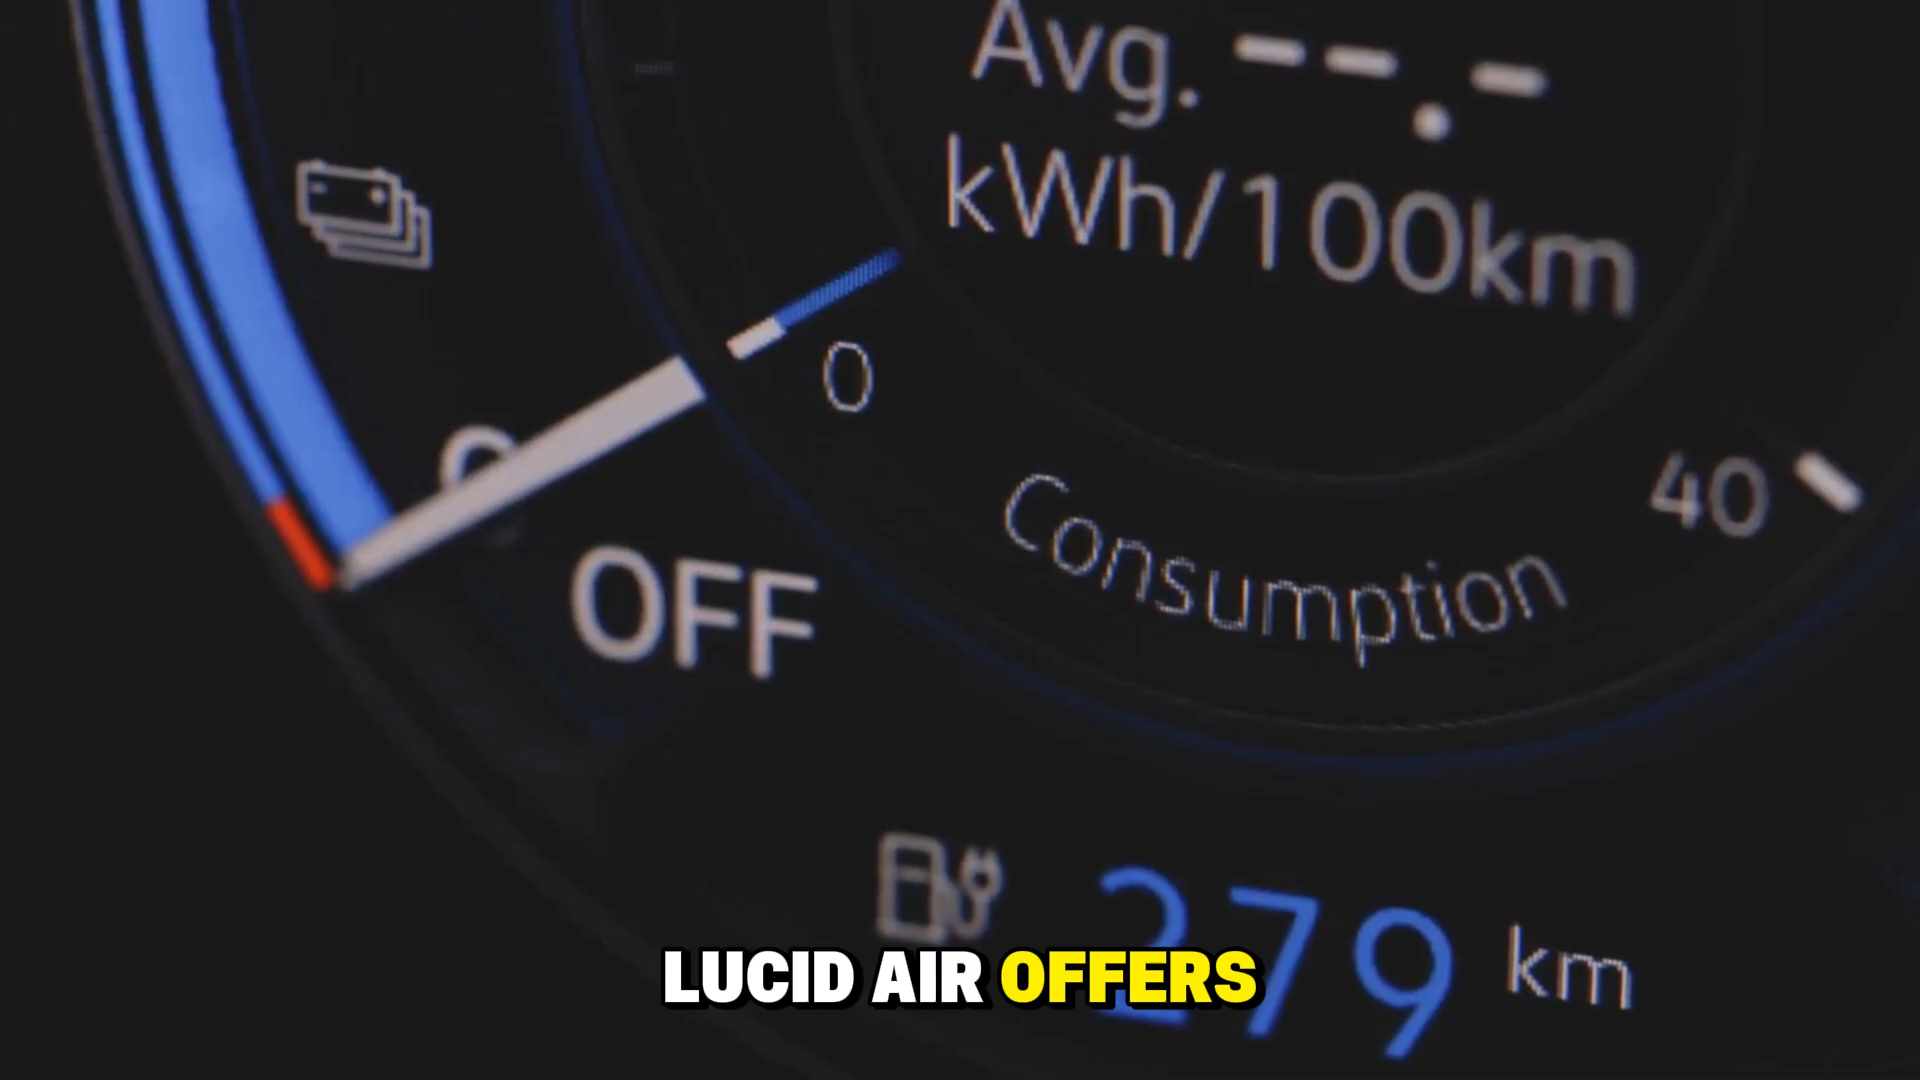 Avg. --.-
kWh/100km
0
40
Consumption
OFF
279 km
LUCID AIR OFFERS